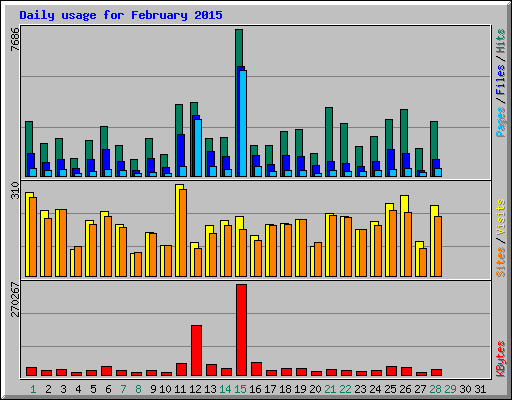 Daily usage for February 2015
7686
Pages / Files / Hits
310
Sites / Visits
270267
KBytes
1 2 3 4 5 6 7 8 9 10 11 12 13 14 15 16 17 18 19 20 21 22 23 24 25 26 27 28 29 30 31